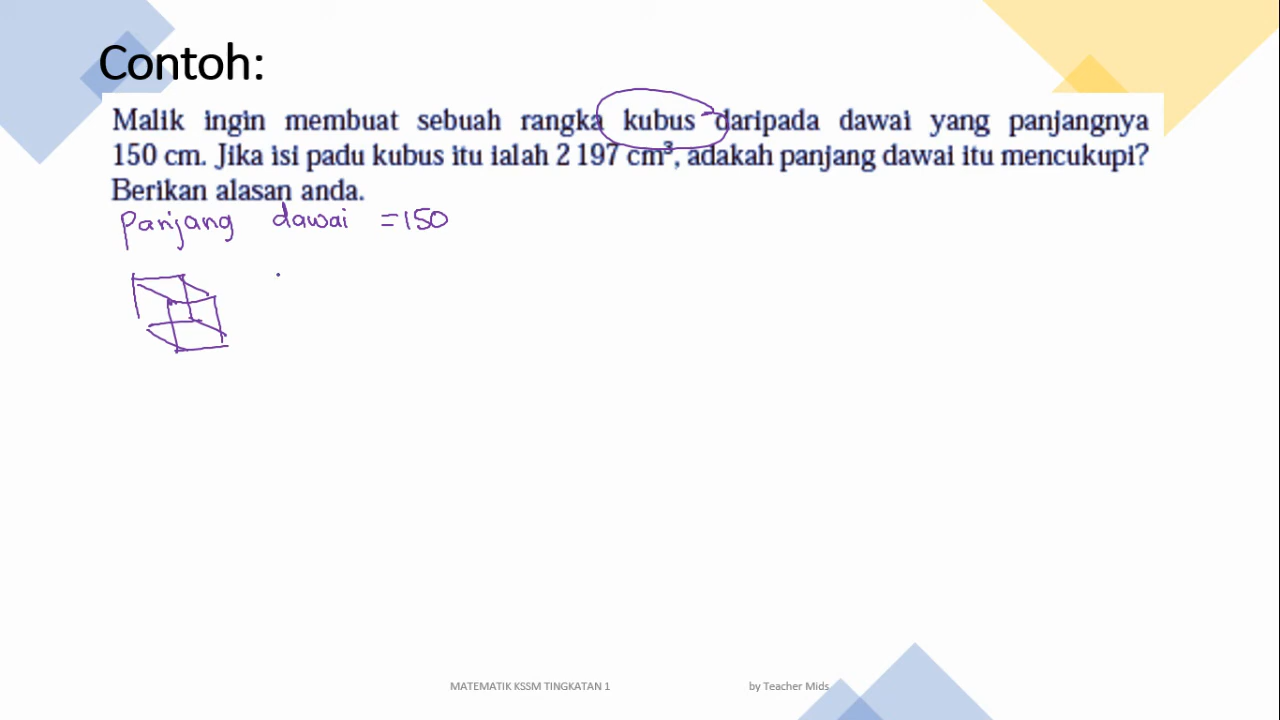 Contoh:
Malik ingin membuat sebuah rangka kubus daripada dawai yang panjangnya
150 cm. Jika isi padu kubus itu ialah 2 197 cm³, adakah panjang dawai itu mencukupi?
Berikan alasan anda.
Panjang dawai = 150
MATEMATIK KSSM TINGKATAN 1 by Teacher Mids